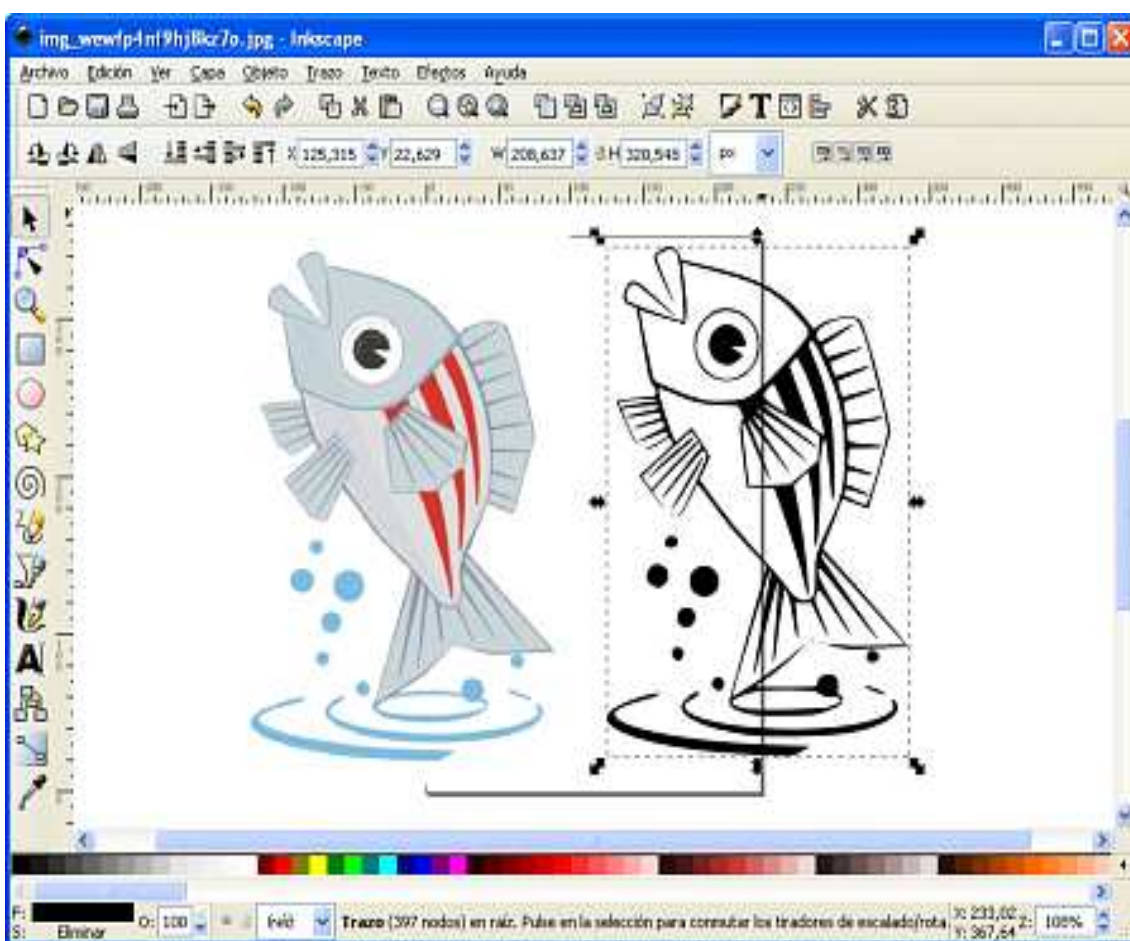 img_wewfp4nf9hj8kz7o.jpg - Inkscape
Archivo Edición Ver Capa Objeto Trazo Texto Efectos Ayuda
X 125,315 Y 22,629 W 208,637 H 320,545 px
A
F: O: 100 Trazo (397 nodos) en raíz. Pulse en la selección para conmutar los tiradores de escalado/rota X: 233,02 Z: 100%
S: Eliminar Y: 367,64